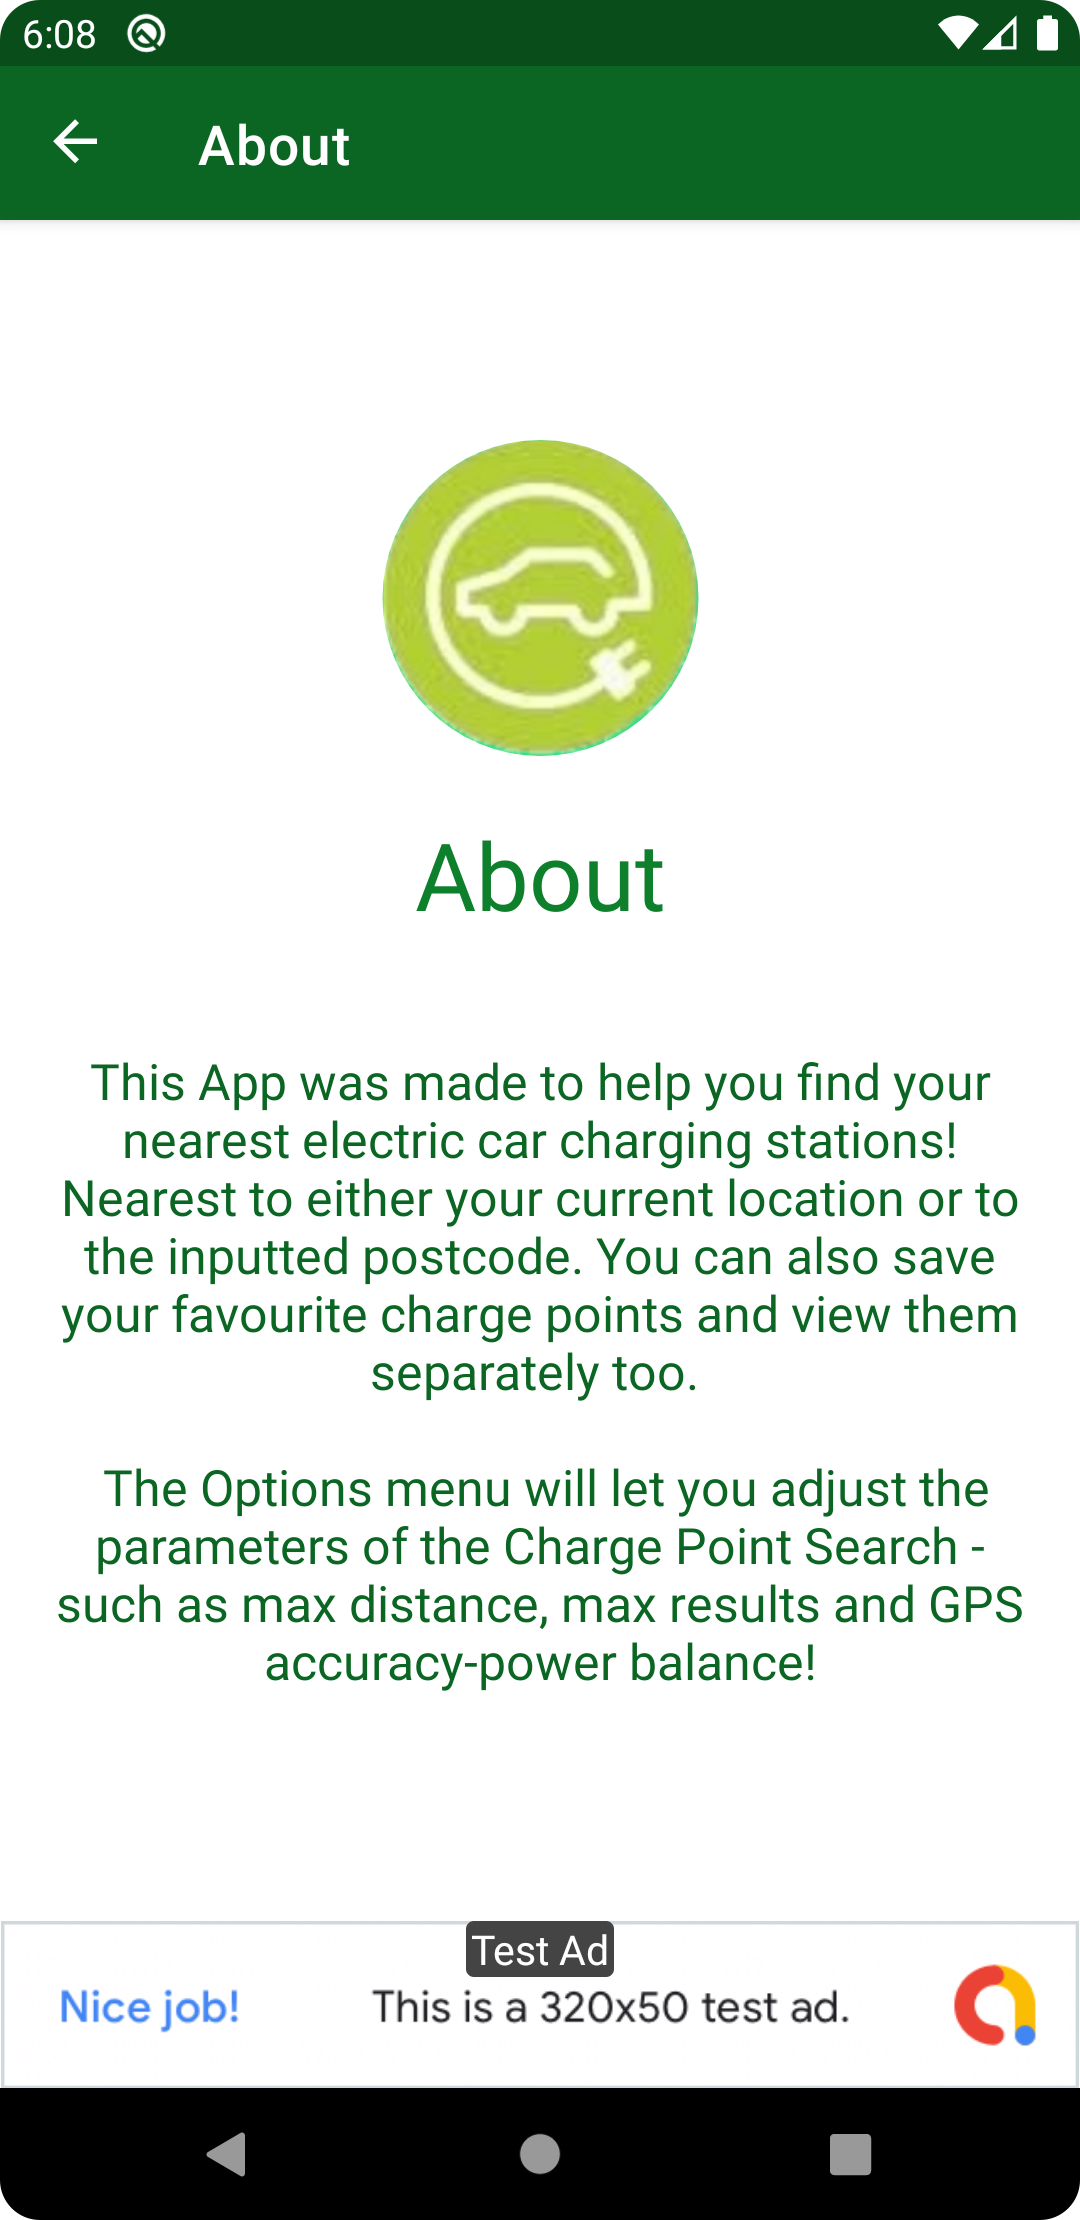 6:08
About
About
This App was made to help you find your
nearest electric car charging stations!
Nearest to either your current location or to
the inputted postcode. You can also save
your favourite charge points and view them
separately too.
The Options menu will let you adjust the
parameters of the Charge Point Search -
such as max distance, max results and GPS
accuracy-power balance!
Test Ad
Nice job! This is a 320x50 test ad.